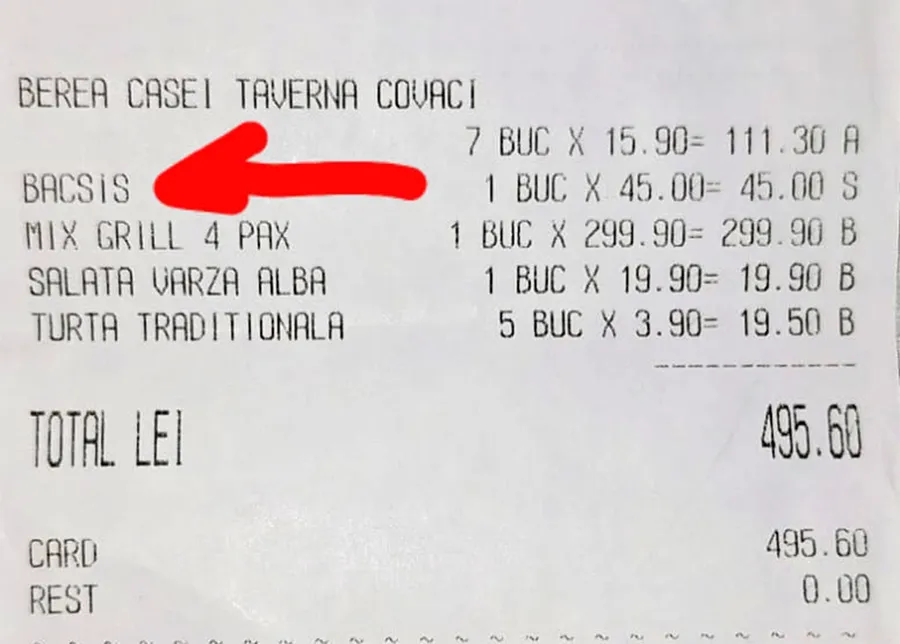 BEREA CASEI TAVERNA COVACI
7 BUC X 15.90= 111.30 A
BACSIS 1 BUC X 45.00= 45.00 S
MIX GRILL 4 PAX 1 BUC X 299.90= 299.90 B
SALATA VARZA ALBA 1 BUC X 19.90= 19.90 B
TURTA TRADITIONALA 5 BUC X 3.90= 19.50 B
TOTAL LEI 495.60
CARD 495.60
REST 0.00